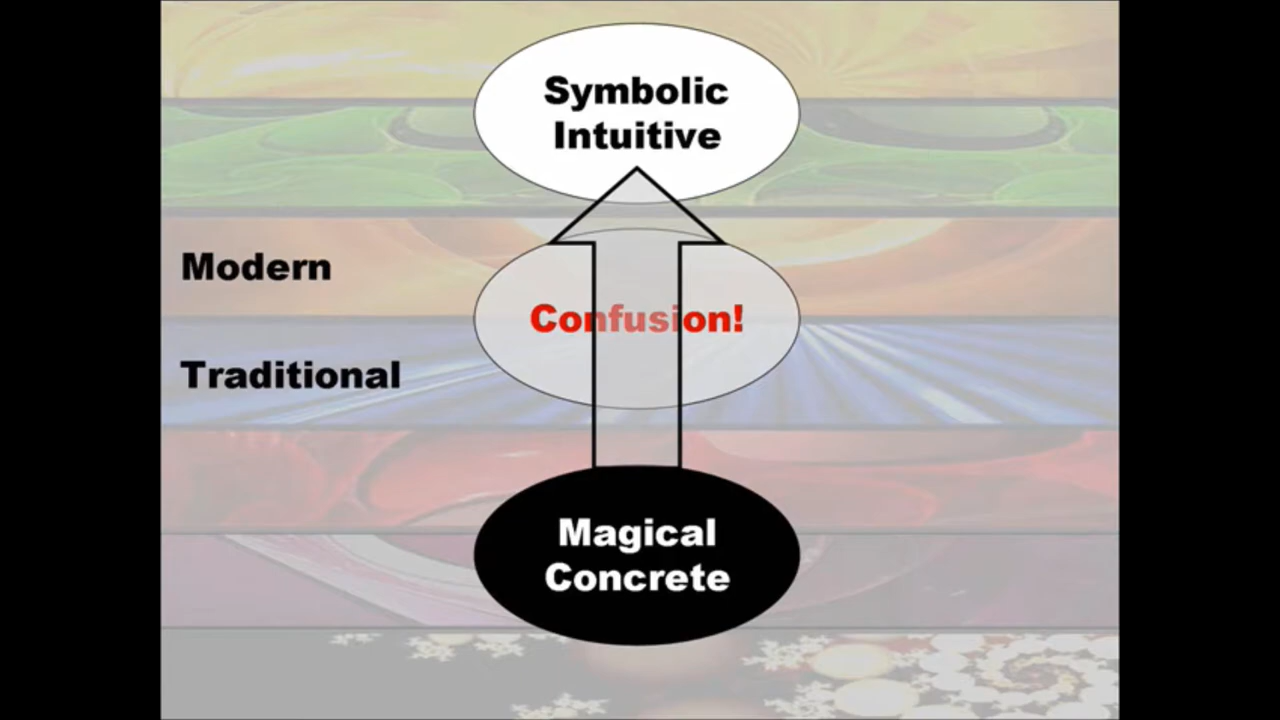 Symbolic
Intuitive
Modern
Confusion!
Traditional
Magical
Concrete